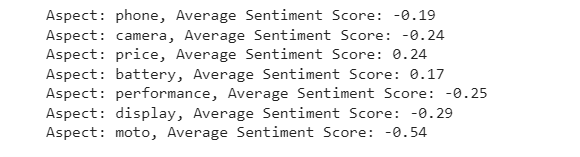 Aspect: phone, Average Sentiment Score: -0.19
Aspect: camera, Average Sentiment Score: -0.24
Aspect: price, Average Sentiment Score: 0.24
Aspect: battery, Average Sentiment Score: 0.17
Aspect: performance, Average Sentiment Score: -0.25
Aspect: display, Average Sentiment Score: -0.29
Aspect: moto, Average Sentiment Score: -0.54